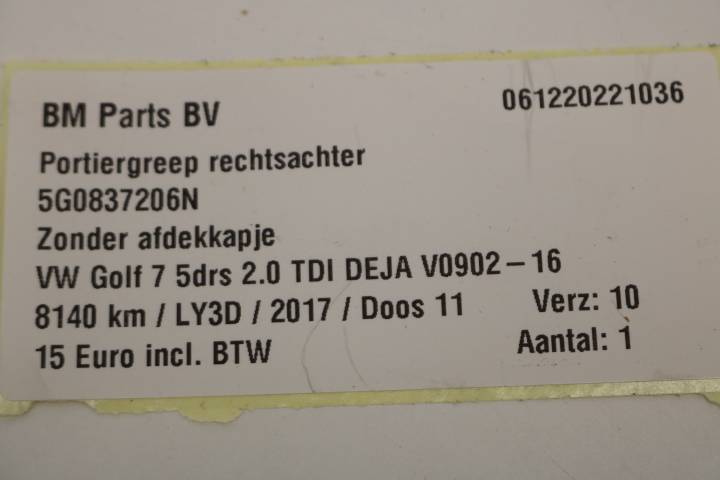 BM Parts BV 061220221036
Portiergreep rechtsachter
5G0837206N
Zonder afdekkapje
VW Golf 7 5drs 2.0 TDI DEJA V0902-16
8140 km / LY3D / 2017 / Doos 11 Verz: 10
15 Euro incl. BTW Aantal: 1